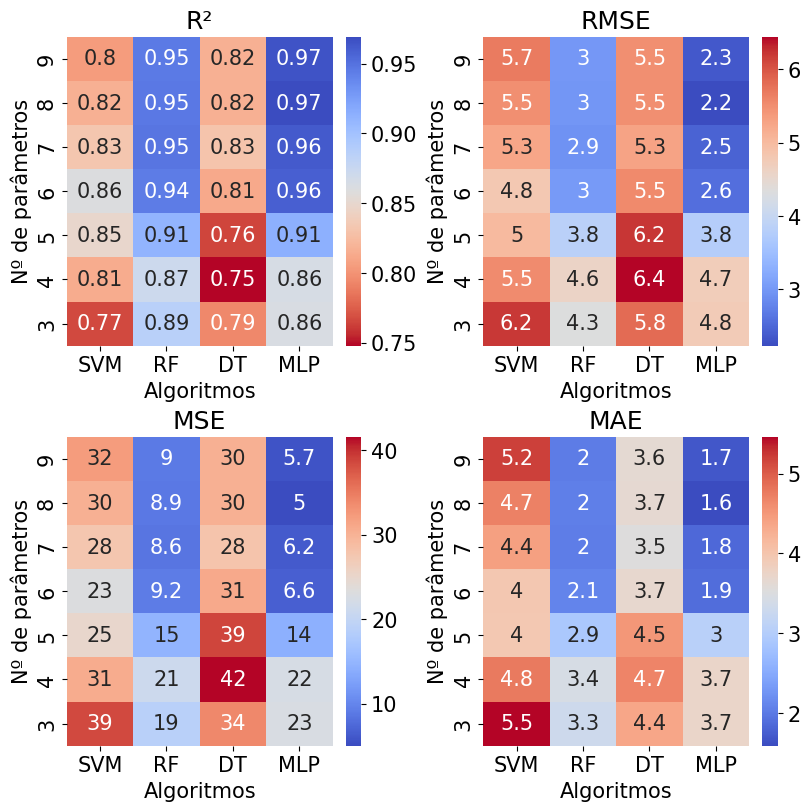 R²
9 0.8 0.95 0.82 0.97
8 0.82 0.95 0.82 0.97
7 0.83 0.95 0.83 0.96
6 0.86 0.94 0.81 0.96
5 0.85 0.91 0.76 0.91
4 0.81 0.87 0.75 0.86
3 0.77 0.89 0.79 0.86
SVM RF DT MLP
Algoritmos
Nº de parâmetros
0.95
0.90
0.85
0.80
0.75
RMSE
9 5.7 3 5.5 2.3
8 5.5 3 5.5 2.2
7 5.3 2.9 5.3 2.5
6 4.8 3 5.5 2.6
5 5 3.8 6.2 3.8
4 5.5 4.6 6.4 4.7
3 6.2 4.3 5.8 4.8
SVM RF DT MLP
Algoritmos
Nº de parâmetros
6
5
4
3
MSE
9 32 9 30 5.7
8 30 8.9 30 5
7 28 8.6 28 6.2
6 23 9.2 31 6.6
5 25 15 39 14
4 31 21 42 22
3 39 19 34 23
SVM RF DT MLP
Algoritmos
Nº de parâmetros
40
30
20
10
MAE
9 5.2 2 3.6 1.7
8 4.7 2 3.7 1.6
7 4.4 2 3.5 1.8
6 4 2.1 3.7 1.9
5 4 2.9 4.5 3
4 4.8 3.4 4.7 3.7
3 5.5 3.3 4.4 3.7
SVM RF DT MLP
Algoritmos
Nº de parâmetros
5
4
3
2